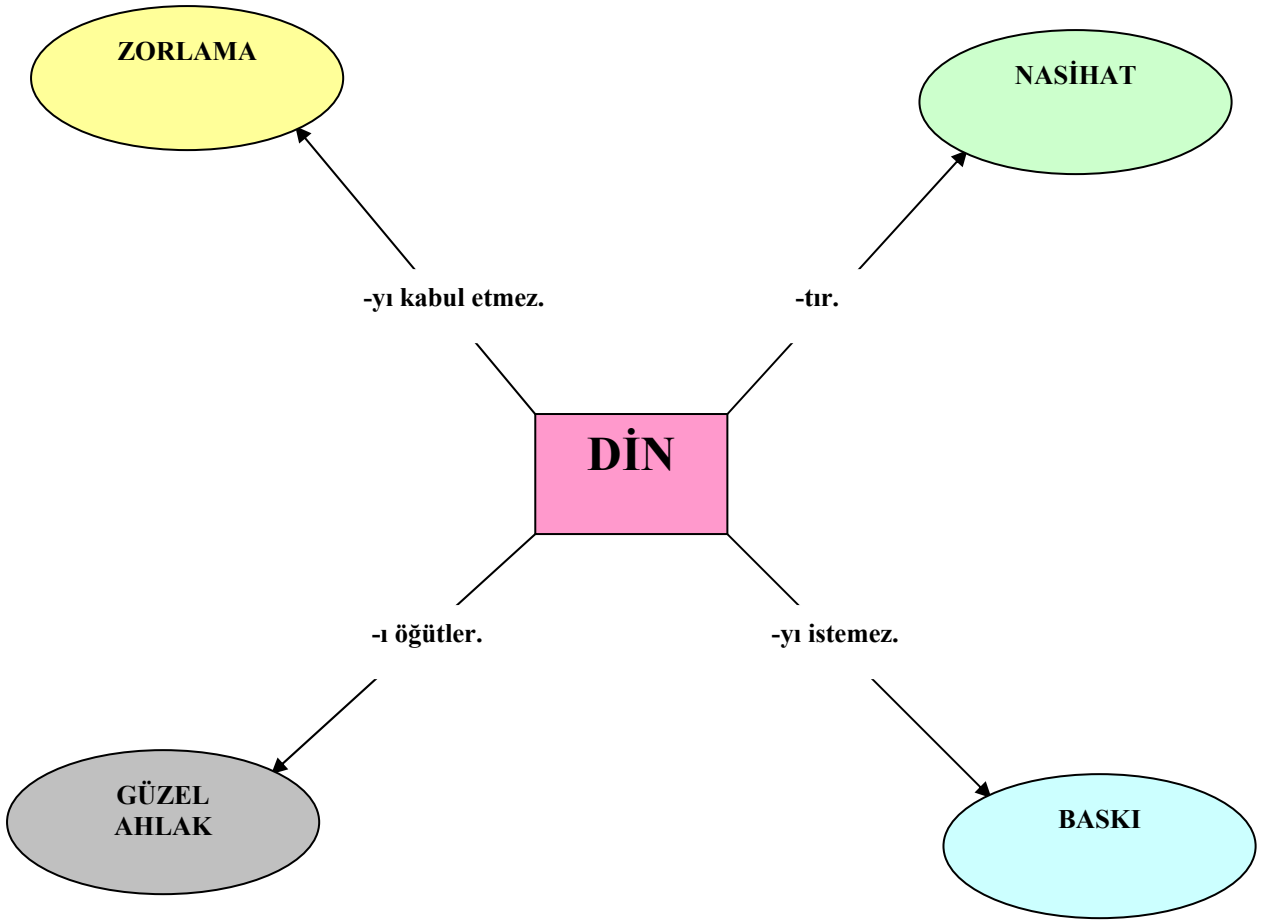 ZORLAMA
NASİHAT
-yı kabul etmez.
-tır.
DİN
-ı öğütler.
-yı istemez.
GÜZEL
AHLAK
BASKI